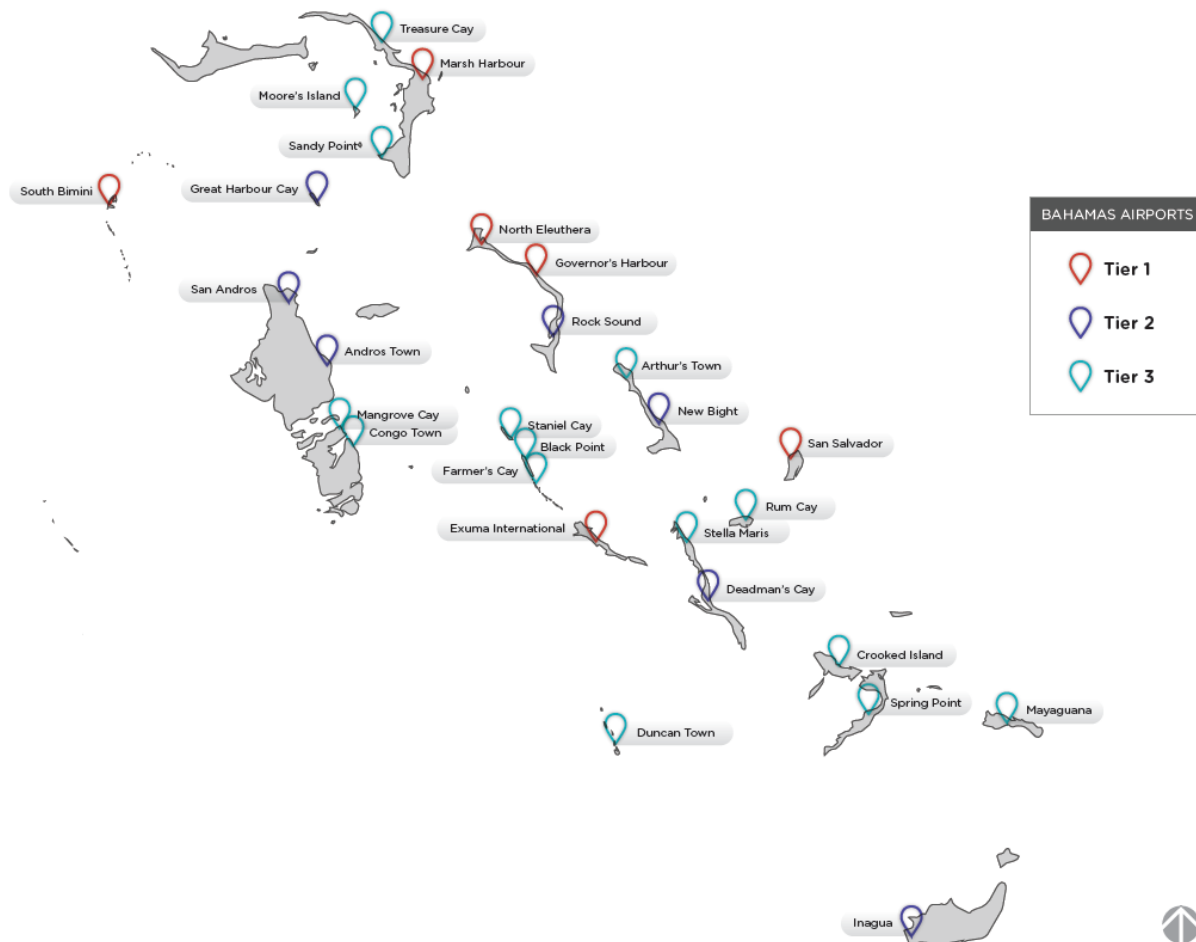 Treasure Cay
Marsh Harbour
Moore's Island
Sandy Point
South Bimini
Great Harbour Cay
BAHAMAS AIRPORTS
North Eleuthera
Governor's Harbour
Tier 1
San Andros
Rock Sound
Tier 2
Andros Town
Arthur's Town
Tier 3
Mangrove Cay
New Bight
Staniel Cay
Congo Town
Black Point
San Salvador
Farmer's Cay
Rum Cay
Exuma International
Stella Maris
Deadman's Cay
Crooked Island
Spring Point
Mayaguana
Duncan Town
Inagua